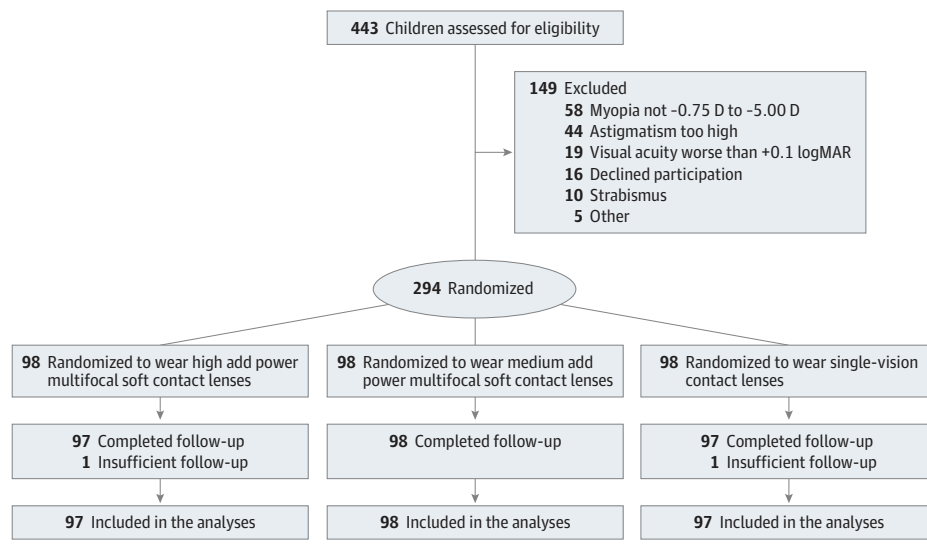 443 Children assessed for eligibility
149 Excluded
58 Myopia not -0.75 D to -5.00 D
44 Astigmatism too high
19 Visual acuity worse than +0.1 logMAR
16 Declined participation
10 Strabismus
5 Other
294 Randomized
98 Randomized to wear high add power
multifocal soft contact lenses
98 Randomized to wear medium add
power multifocal soft contact lenses
98 Randomized to wear single-vision
contact lenses
97 Completed follow-up
1 Insufficient follow-up
98 Completed follow-up
97 Completed follow-up
1 Insufficient follow-up
97 Included in the analyses
98 Included in the analyses
97 Included in the analyses